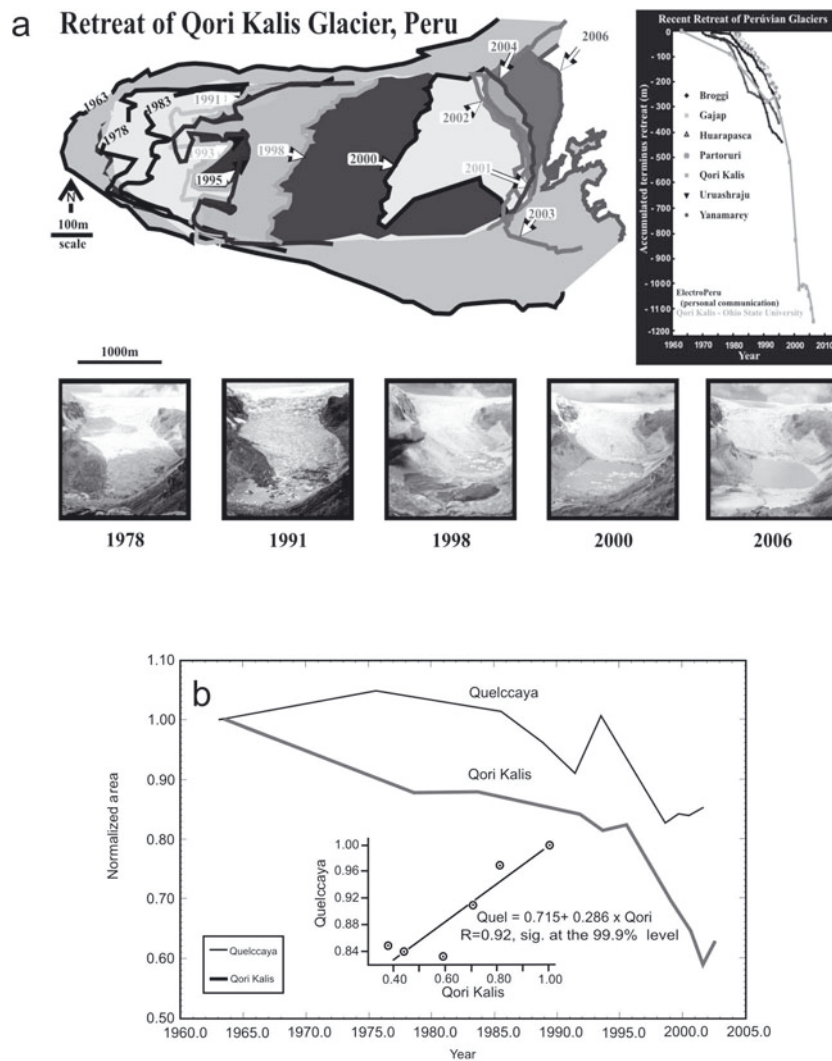 a
Retreat of Qori Kalis Glacier, Peru
1963
1978
1983
1991
1993
1995
1998
2000
2002
2004
2006
2001
2003
N
100m
scale
Recent Retreat of Perúvian Glaciers
Accumulated terminus retreat (m)
0
- 100
- 200
- 300
- 400
- 500
- 600
- 700
- 800
- 900
- 1000
- 1100
-1200
Broggi
Gajap
Huarapasca
Partoruri
Qori Kalis
Uruashraju
Yanamarey
ElectroPeru
(personal communication)
Qori Kalis - Ohio State University
1960 1970 1980 1990 2000 2010
Year
1000m
1978 1991 1998 2000 2006
b
Normalized area
1.10
1.00
0.90
0.80
0.70
0.60
0.50
Quelccaya
Qori Kalis
Quelccaya
1.00
0.96
0.92
0.88
0.84
Quel = 0.715+ 0.286 x Qori
R=0.92, sig. at the 99.9% level
0.40 0.60 0.80 1.00
Qori Kalis
Quelccaya
Qori Kalis
1960.0 1965.0 1970.0 1975.0 1980.0 1985.0 1990.0 1995.0 2000.0 2005.0
Year